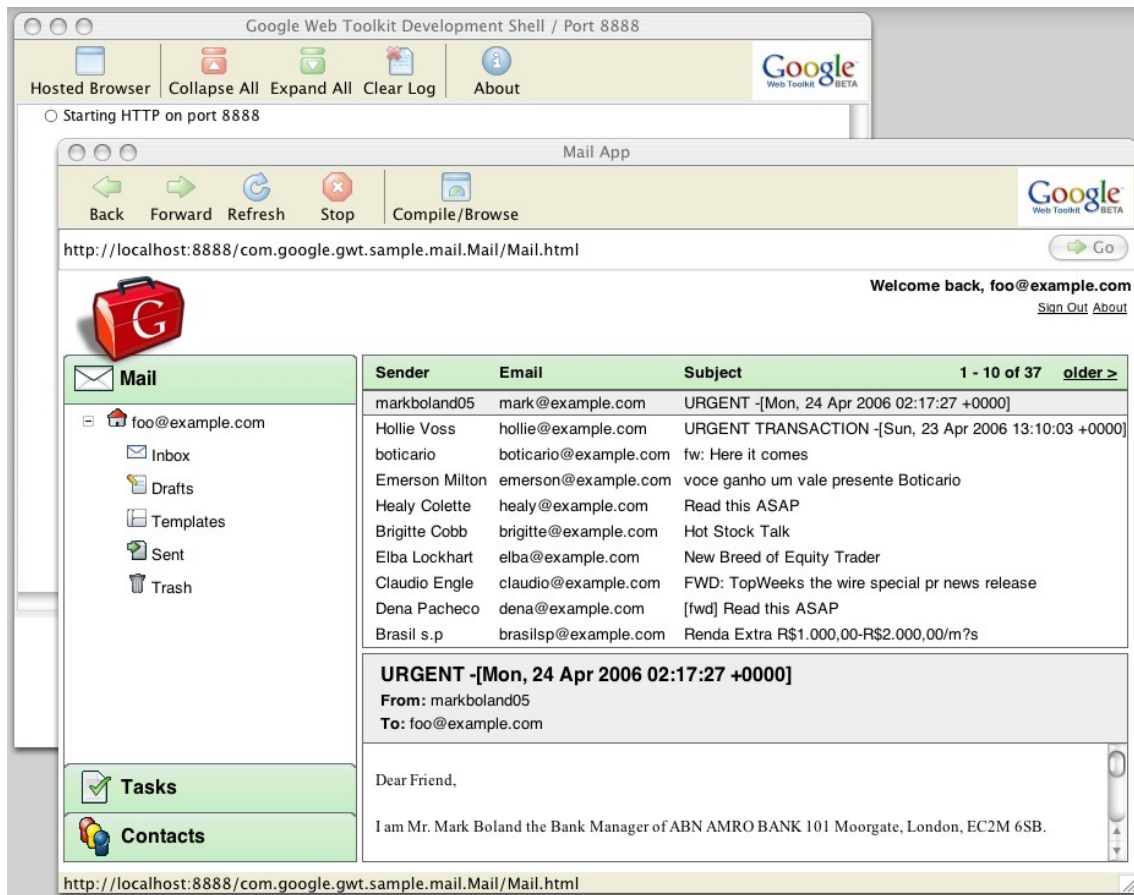 Google Web Toolkit Development Shell / Port 8888
Hosted Browser Collapse All Expand All Clear Log About
Google
Web Toolkit BETA
Starting HTTP on port 8888
Mail App
Back Forward Refresh Stop Compile/Browse
Google
Web Toolkit BETA
http://localhost:8888/com.google.gwt.sample.mail.Mail/Mail.html Go
Welcome back, foo@example.com
Sign Out About
G
Mail
foo@example.com
Inbox
Drafts
Templates
Sent
Trash
Tasks
Contacts
Sender Email Subject 1 - 10 of 37 older >
markboland05 mark@example.com URGENT -[Mon, 24 Apr 2006 02:17:27 +0000]
Hollie Voss hollie@example.com URGENT TRANSACTION -[Sun, 23 Apr 2006 13:10:03 +0000]
boticario boticario@example.com fw: Here it comes
Emerson Milton emerson@example.com voce ganho um vale presente Boticario
Healy Colette healy@example.com Read this ASAP
Brigitte Cobb brigitte@example.com Hot Stock Talk
Elba Lockhart elba@example.com New Breed of Equity Trader
Claudio Engle claudio@example.com FWD: TopWeeks the wire special pr news release
Dena Pacheco dena@example.com [fwd] Read this ASAP
Brasil s.p brasilsp@example.com Renda Extra R$1.000,00-R$2.000,00/m?s
URGENT -[Mon, 24 Apr 2006 02:17:27 +0000]
From: markboland05
To: foo@example.com
Dear Friend,
I am Mr. Mark Boland the Bank Manager of ABN AMRO BANK 101 Moorgate, London, EC2M 6SB.
http://localhost:8888/com.google.gwt.sample.mail.Mail/Mail.html